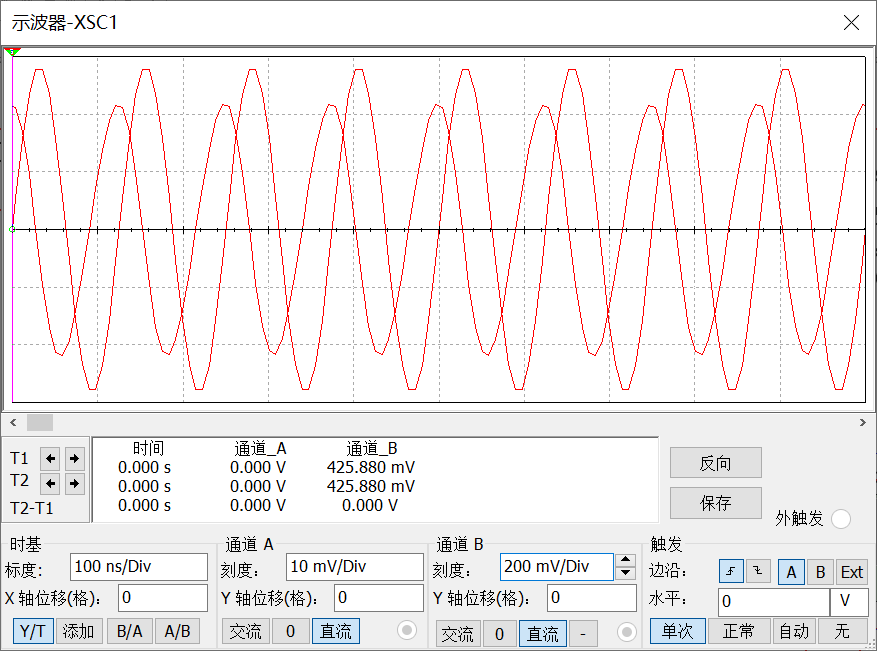 示波器-XSC1
T1
T2
T2-T1
时间 通道_A 通道_B
0.000 s 0.000 V 425.880 mV
0.000 s 0.000 V 425.880 mV
0.000 s 0.000 V 0.000 V
反向
保存
外触发
时基
标度: 100 ns/Div
X 轴位移(格): 0
Y/T 添加 B/A A/B
通道 A
刻度: 10 mV/Div
Y 轴位移(格): 0
交流 0 直流
通道 B
刻度: 200 mV/Div
Y 轴位移(格): 0
交流 0 直流 -
触发
边沿: A B Ext
水平: 0 V
单次 正常 自动 无